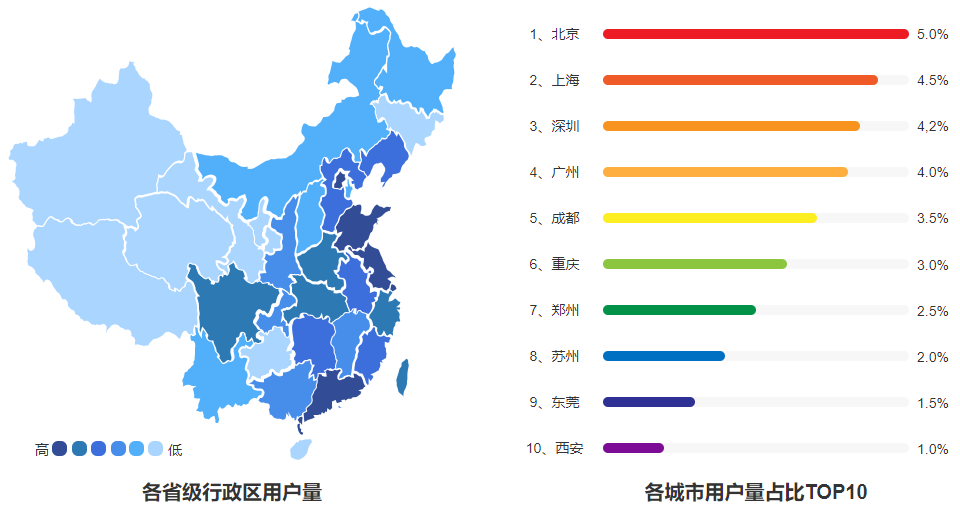 1、北京 5.0%
2、上海 4.5%
3、深圳 4,2%
4、广州 4.0%
5、成都 3.5%
6、重庆 3.0%
7、郑州 2.5%
8、苏州 2.0%
9、东莞 1.5%
10、西安 1.0%
高 低
各省级行政区用户量
各城市用户量占比TOP10